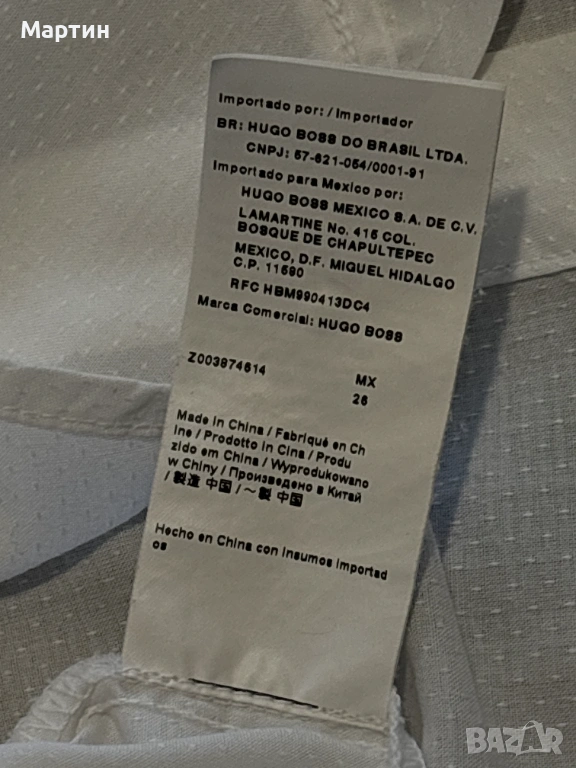 Мартин
Importado por: / Importador
BR: HUGO BOSS DO BRASIL LTDA.
CNPJ: 57-621-054/0001-91
Importado para Mexico por:
HUGO BOSS MEXICO S.A. DE C.V.
LAMARTINE No. 415 COL.
BOSQUE DE CHAPULTEPEC
MEXICO, D.F. MIGUEL HIDALGO
C.P. 11590
RFC HBM990413DC4
Marca Comercial: HUGO BOSS
Z003874614 MX
26
Made in China / Fabriqué en Ch
ine / Prodotto in Cina / Produ
zido em China / Wyprodukowano
w Chiny / Произведено в Китай
/ 製造 中国 / ～製 中国
Hecho en China con insumos importad
os
BAZAR